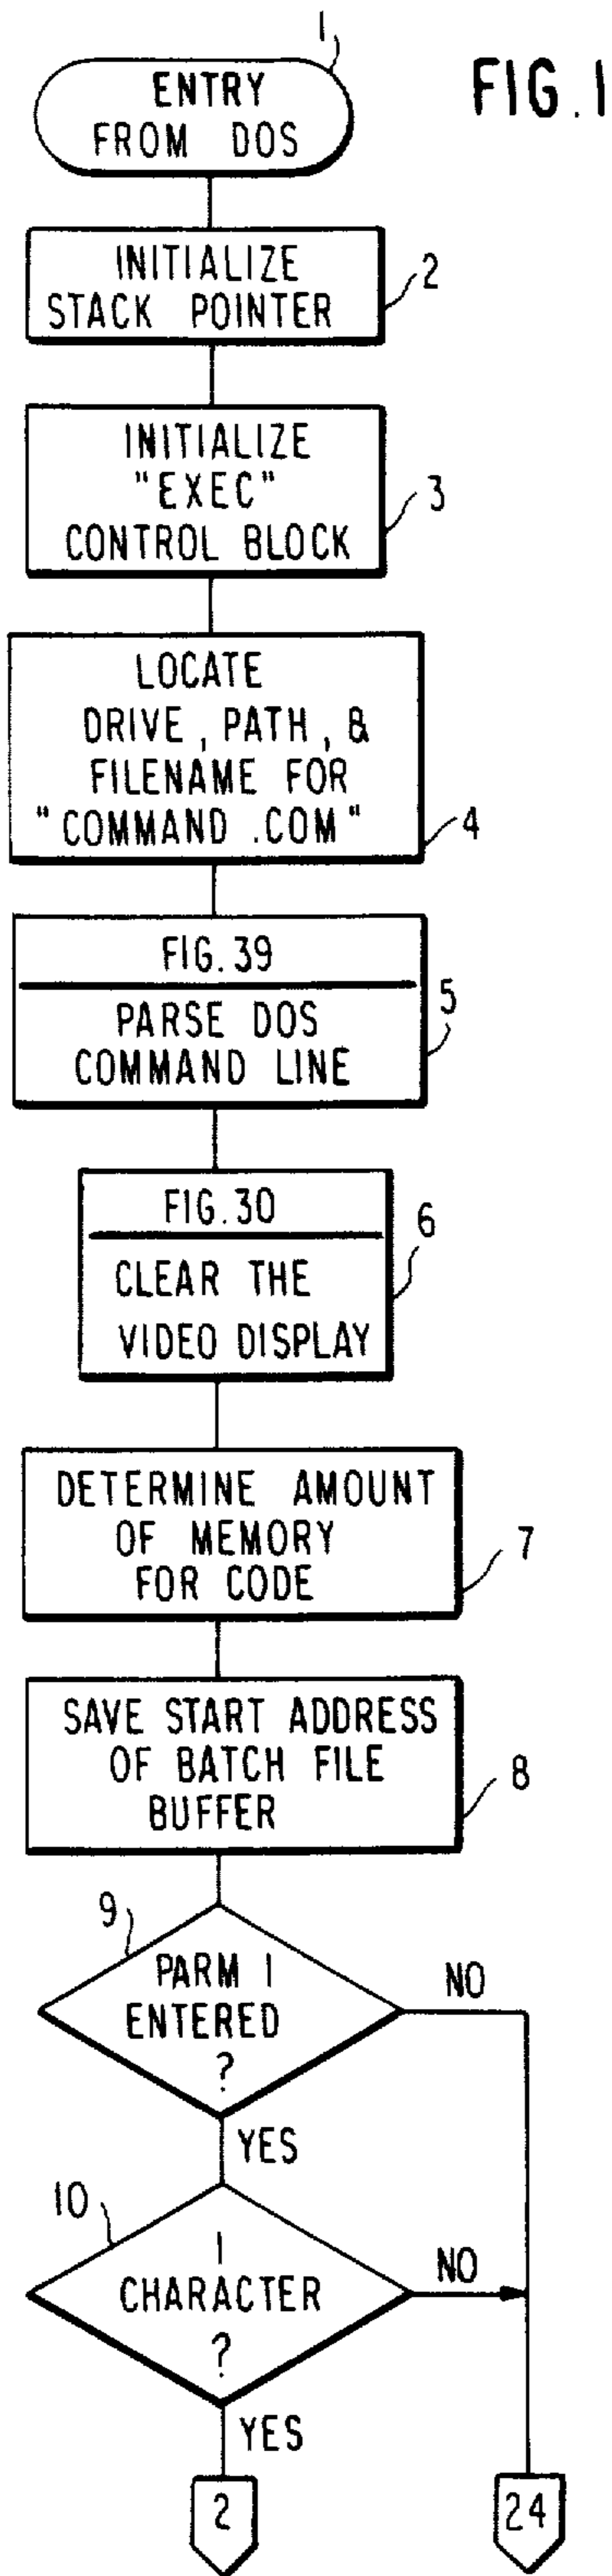 FIG. 1
1
ENTRY
FROM DOS
INITIALIZE
STACK POINTER
2
INITIALIZE
"EXEC"
CONTROL BLOCK
3
LOCATE
DRIVE, PATH, &
FILENAME FOR
"COMMAND .COM"
4
FIG. 39
PARSE DOS
COMMAND LINE
5
FIG. 30
CLEAR THE
VIDEO DISPLAY
6
DETERMINE AMOUNT
OF MEMORY
FOR CODE
7
SAVE START ADDRESS
OF BATCH FILE
BUFFER
8
9
PARM 1
ENTERED
?
NO
YES
10
1
CHARACTER
?
NO
YES
2
24